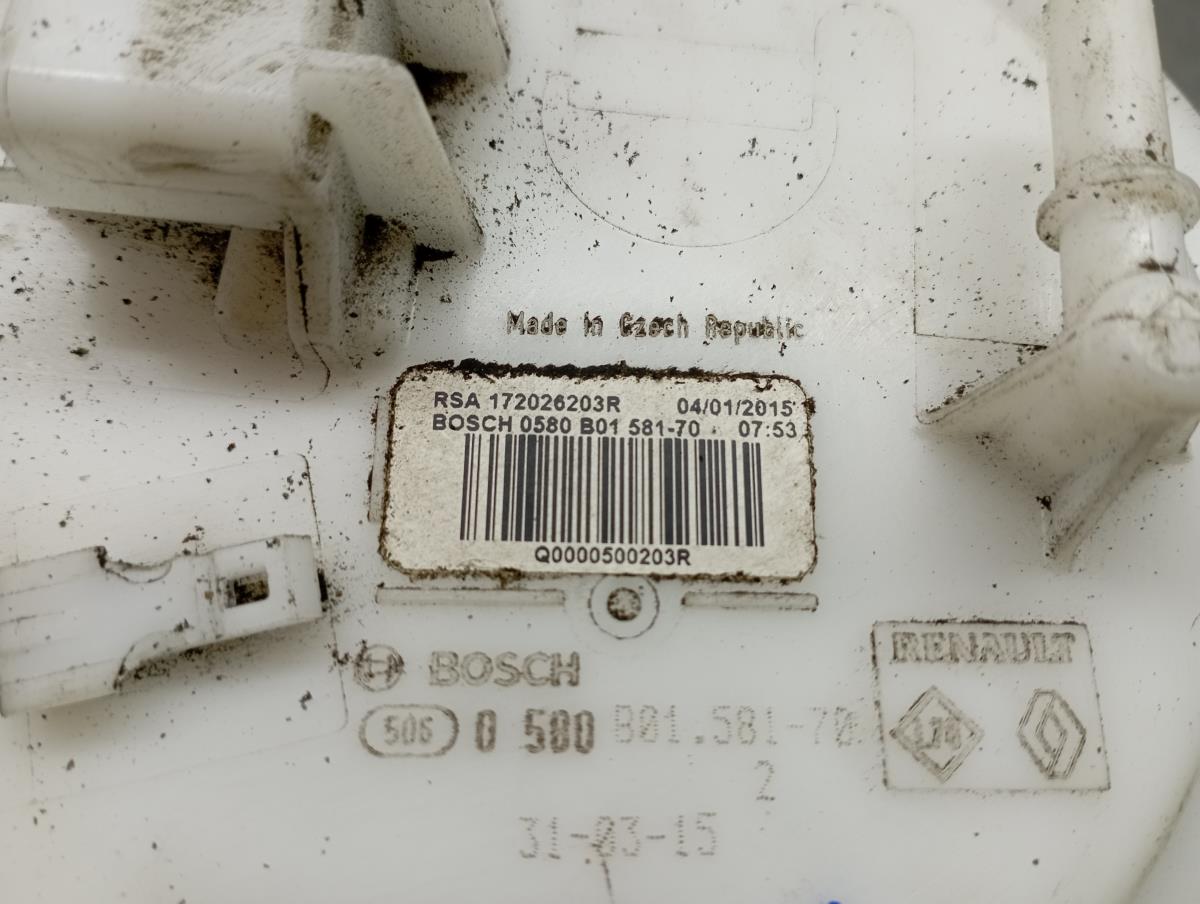 Made in Czech Republic
RSA 172026203R 04/01/2015
BOSCH 0580 B01 581-70 07:53
Q0000500203R
BOSCH
506 0 580 B01.581-70
2
31-03-15
RENAULT